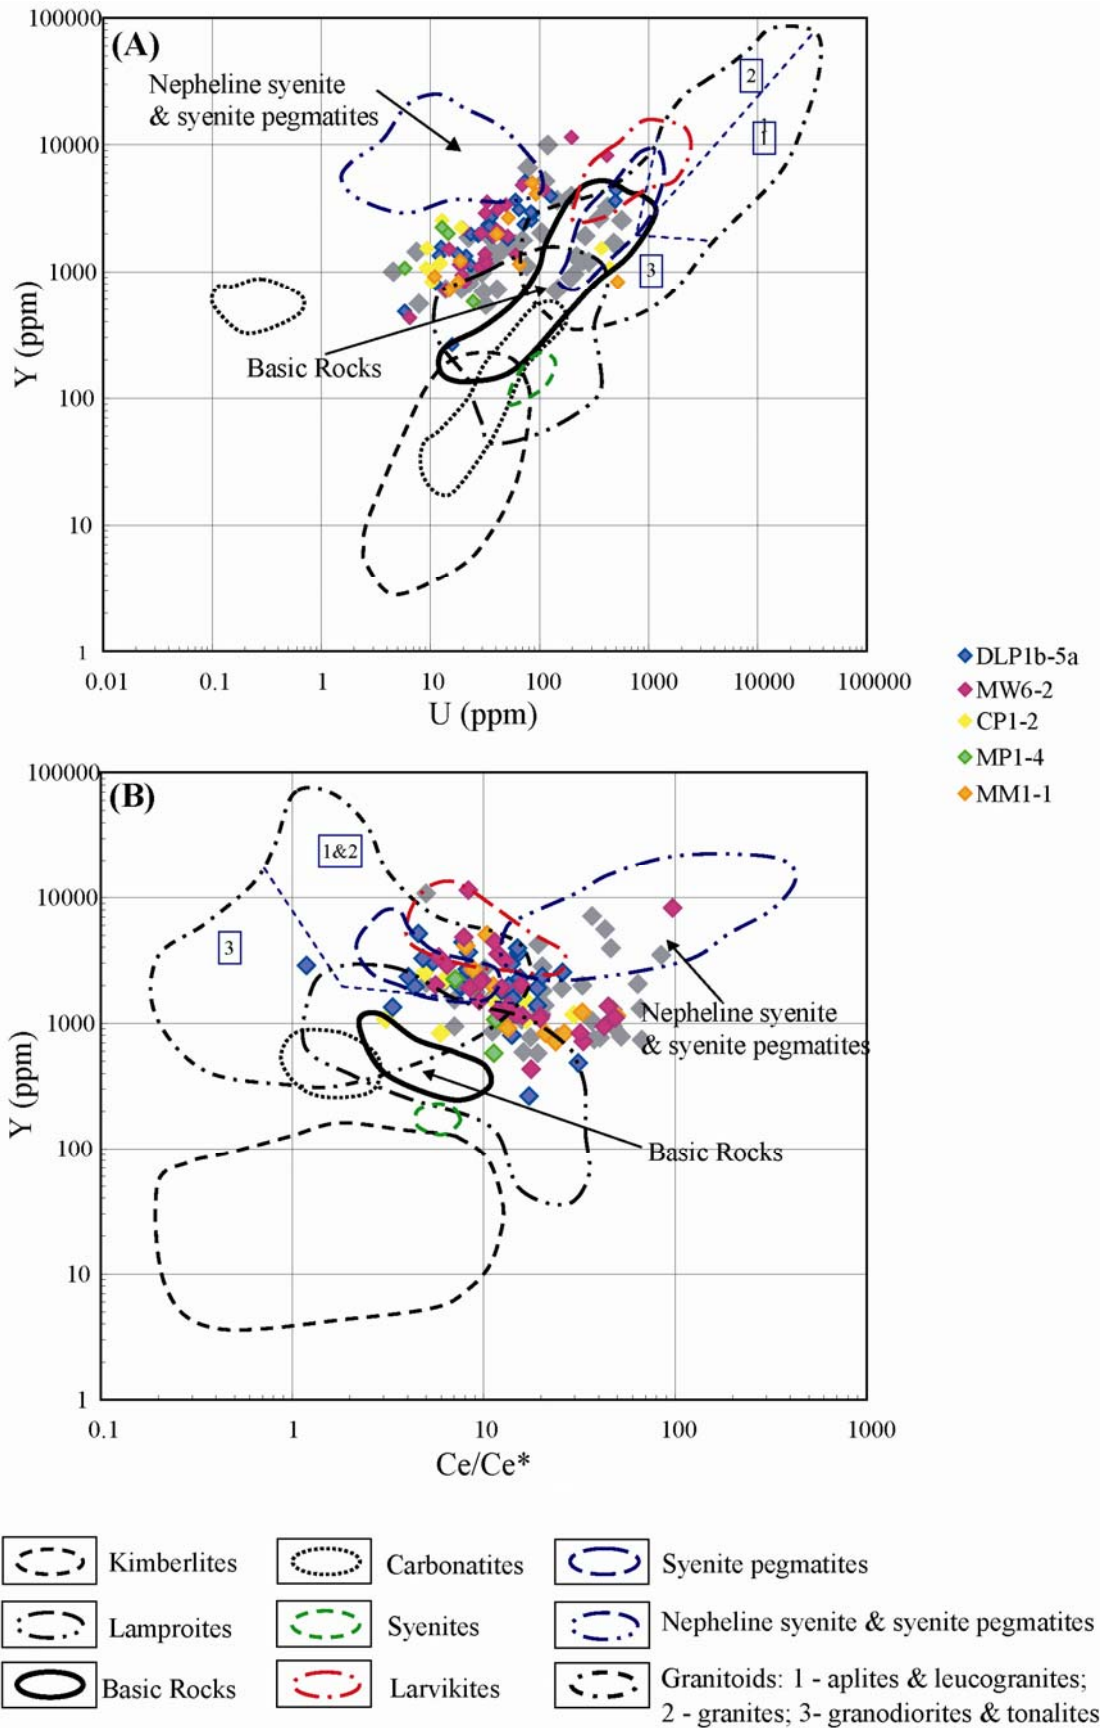 100000
(A)
Nepheline syenite
& syenite pegmatites
2
1
10000
1000
3
Y (ppm)
Basic Rocks
100
10
1
0.01
0.1
1
10
100
1000
10000
100000
U (ppm)
DLP1b-5a
MW6-2
CP1-2
MP1-4
MM1-1
100000
(B)
1&2
10000
3
Nepheline syenite
& syenite pegmatites
1000
Y (ppm)
Basic Rocks
100
10
1
0.1
1
10
100
1000
Ce/Ce*
Kimberlites
Carbonatites
Syenite pegmatites
Lamproites
Syenites
Nepheline syenite & syenite pegmatites
Basic Rocks
Larvikites
Granitoids: 1 - aplites & leucogranites;
2 - granites; 3- granodiorites & tonalites